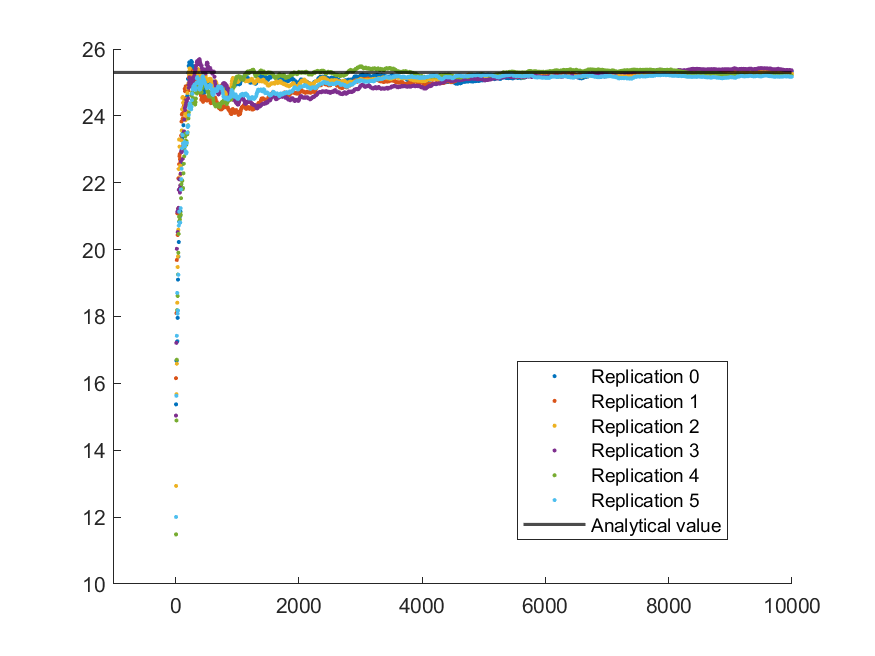 26
24
22
20
18
16
14
12
10
0 2000 4000 6000 8000 10000
Replication 0
Replication 1
Replication 2
Replication 3
Replication 4
Replication 5
Analytical value